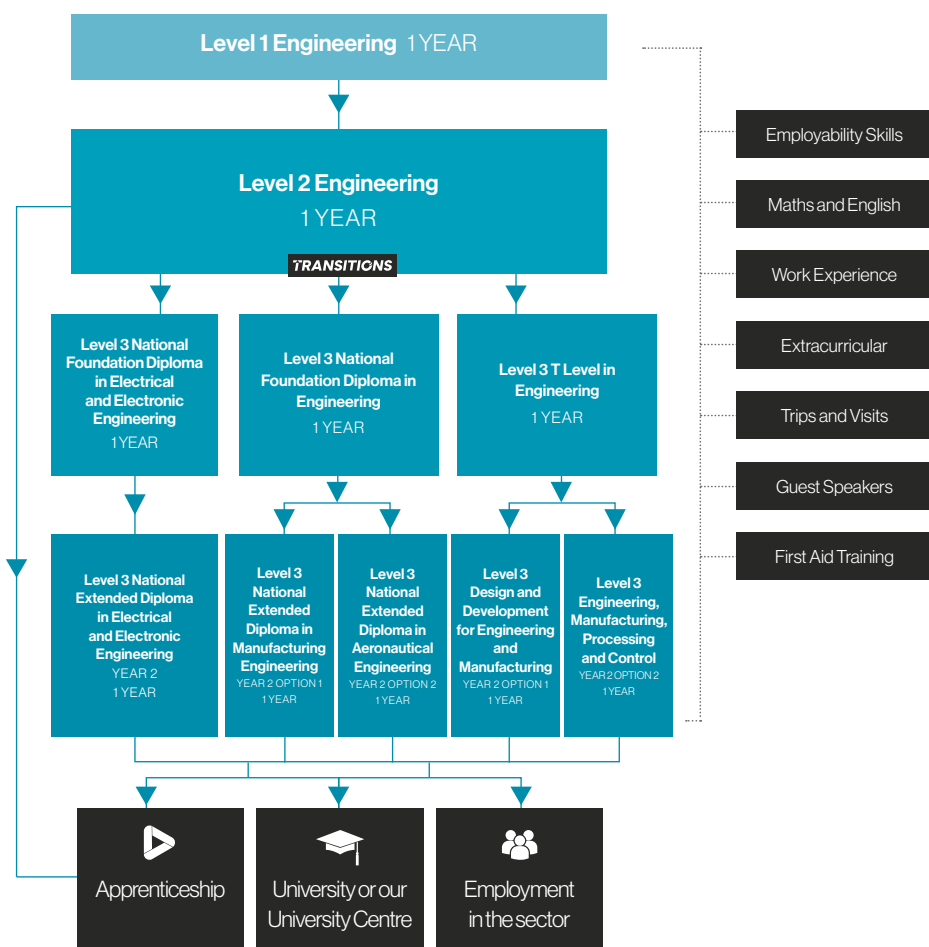 Level 1 Engineering 1 YEAR
Level 2 Engineering
1 YEAR
TRANSITIONS
Level 3 National
Foundation Diploma
in Electrical
and Electronic
Engineering
1 YEAR
Level 3 National
Foundation Diploma in
Engineering
1 YEAR
Level 3 T Level in
Engineering
1 YEAR
Level 3 National
Extended Diploma
in Electrical
and Electronic
Engineering
YEAR 2
1 YEAR
Level 3
National
Extended
Diploma in
Manufacturing
Engineering
YEAR 2 OPTION 1
1 YEAR
Level 3
National
Extended
Diploma in
Aeronautical
Engineering
YEAR 2 OPTION 2
1 YEAR
Level 3
Design and
Development
for Engineering
and
Manufacturing
YEAR 2 OPTION 1
1 YEAR
Level 3
Engineering,
Manufacturing,
Processing
and Control
YEAR 2 OPTION 2
1 YEAR
Apprenticeship
University or our
University Centre
Employment
in the sector
Employability Skills
Maths and English
Work Experience
Extracurricular
Trips and Visits
Guest Speakers
First Aid Training